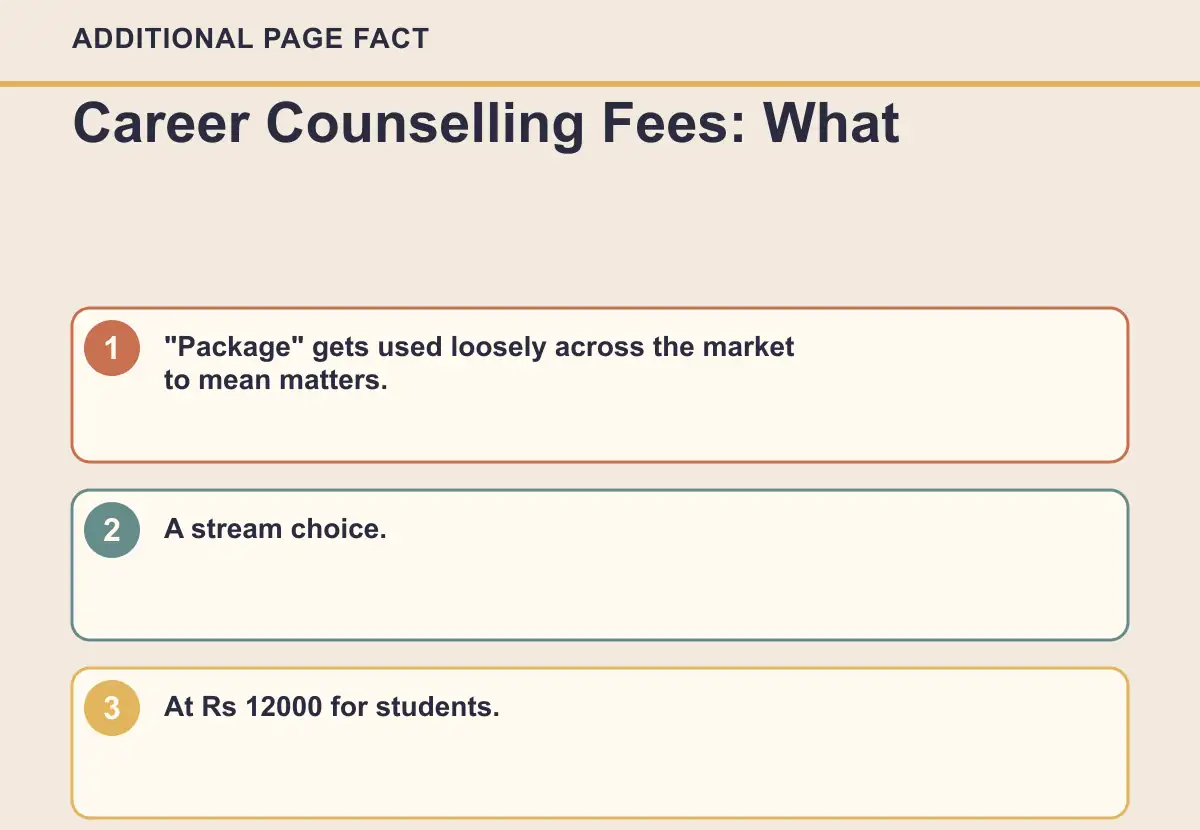 ADDITIONAL PAGE FACT
Career Counselling Fees: What
1
"Package" gets used loosely across the market
to mean matters.
2
A stream choice.
3
At Rs 12000 for students.